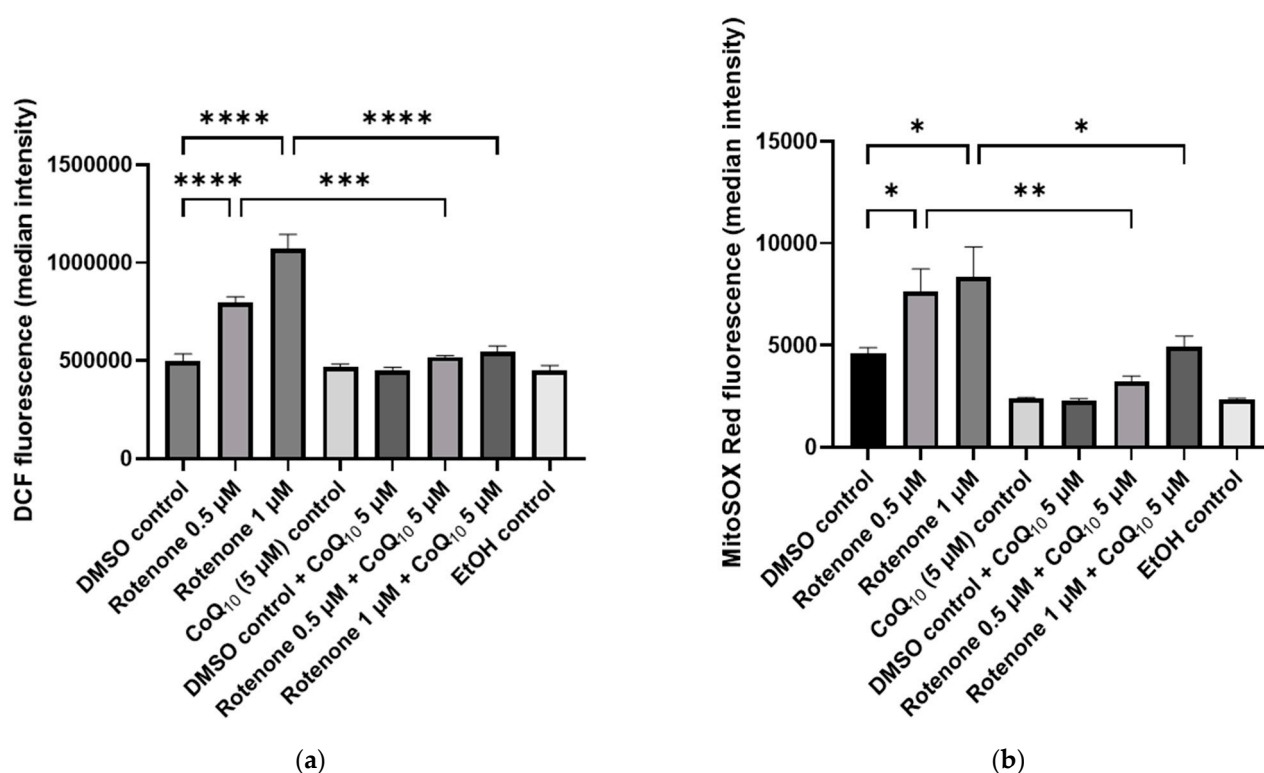 DCF fluorescence (median intensity)
1500000
1000000
500000
0
****
****
****
***
DMSO control
Rotenone 0.5 µM
Rotenone 1 µM
CoQ₁₀ (5 µM) control
DMSO control + CoQ₁₀ 5 µM
Rotenone 0.5 µM + CoQ₁₀ 5 µM
Rotenone 1 µM + CoQ₁₀ 5 µM
EtOH control
(a)
MitoSOX Red fluorescence (median intensity)
15000
10000
5000
0
*
*
*
**
DMSO control
Rotenone 0.5 µM
Rotenone 1 µM
CoQ₁₀ (5 µM) control
DMSO control + CoQ₁₀ 5 µM
Rotenone 0.5 µM + CoQ₁₀ 5 µM
Rotenone 1 µM + CoQ₁₀ 5 µM
EtOH control
(b)